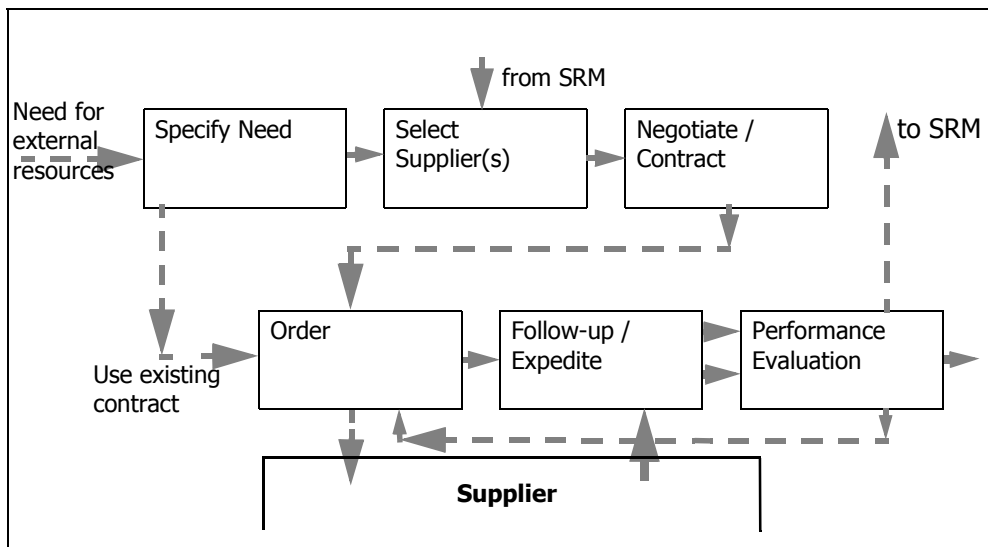 from SRM
Need for
external
resources
Specify Need
Select
Supplier(s)
Negotiate /
Contract
to SRM
Order
Follow-up /
Expedite
Performance
Evaluation
Use existing
contract
Supplier